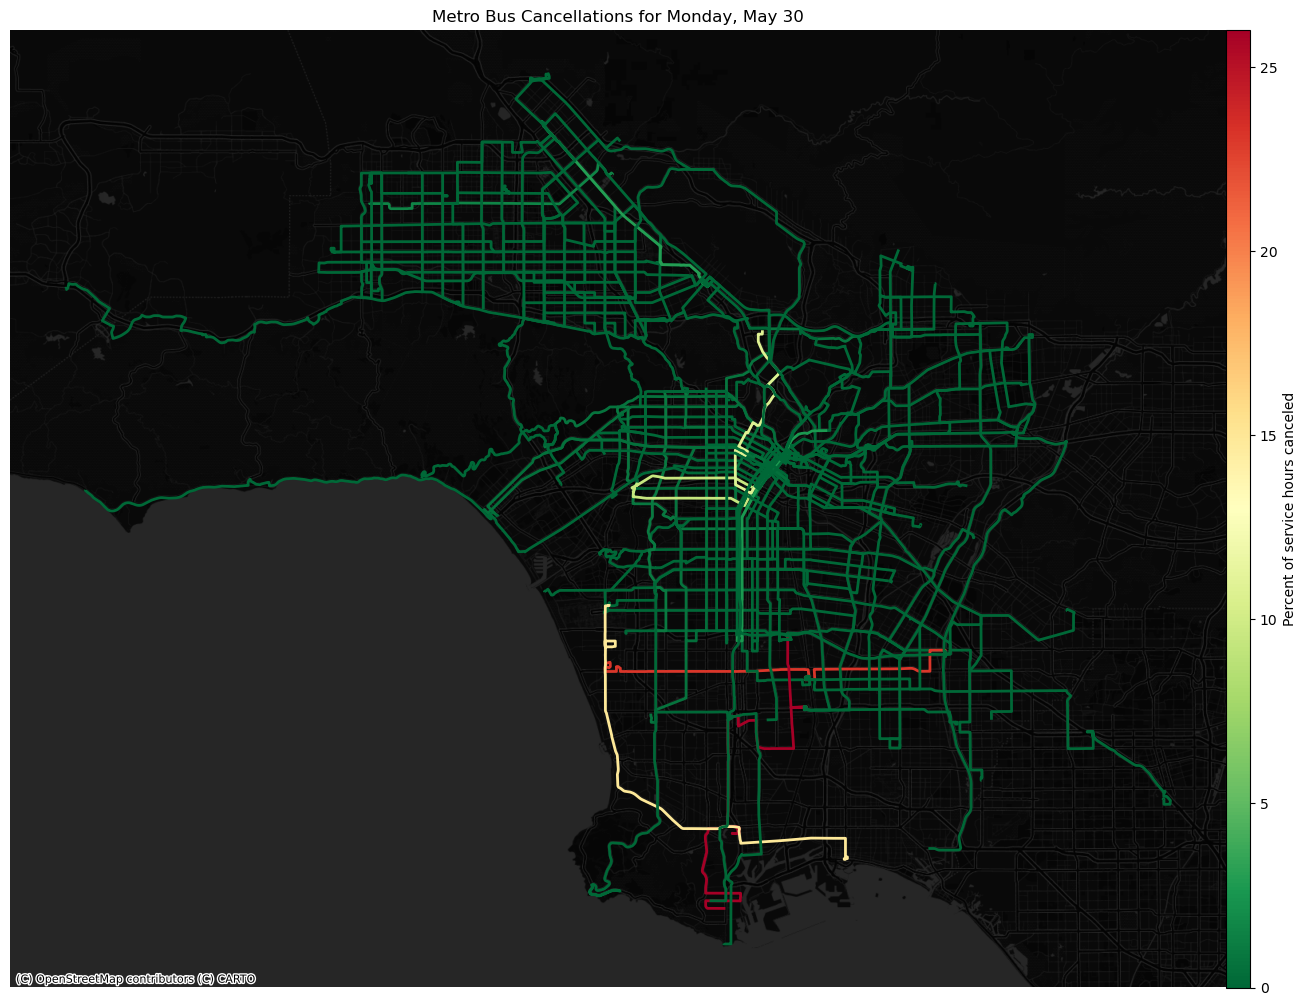 Metro Bus Cancellations for Monday, May 30
25
20
15
10
5
0
Percent of service hours canceled
(C) OpenStreetMap contributors (C) CARTO